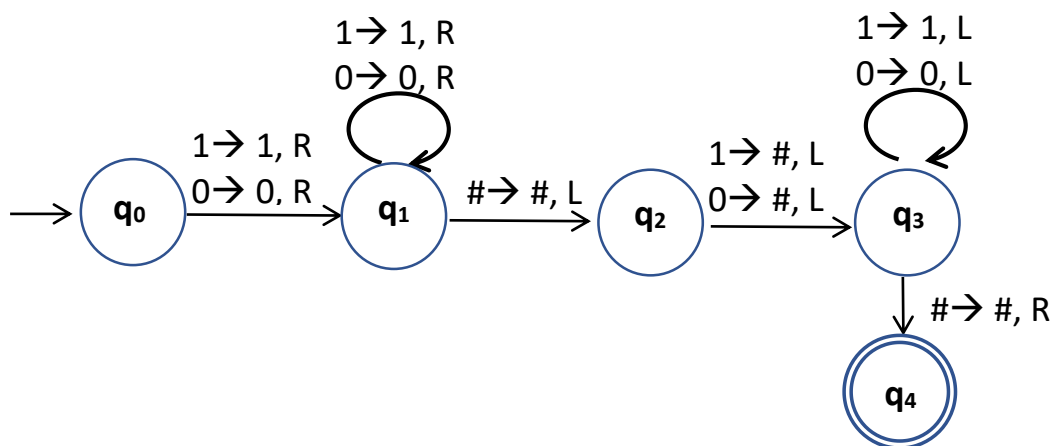 1→ 1, R
0→ 0, R
1→ 1, L
0→ 0, L
1→ 1, R
0→ 0, R
#→ #, L
1→ #, L
0→ #, L
q₀
q₁
q₂
q₃
#→ #, R
q₄